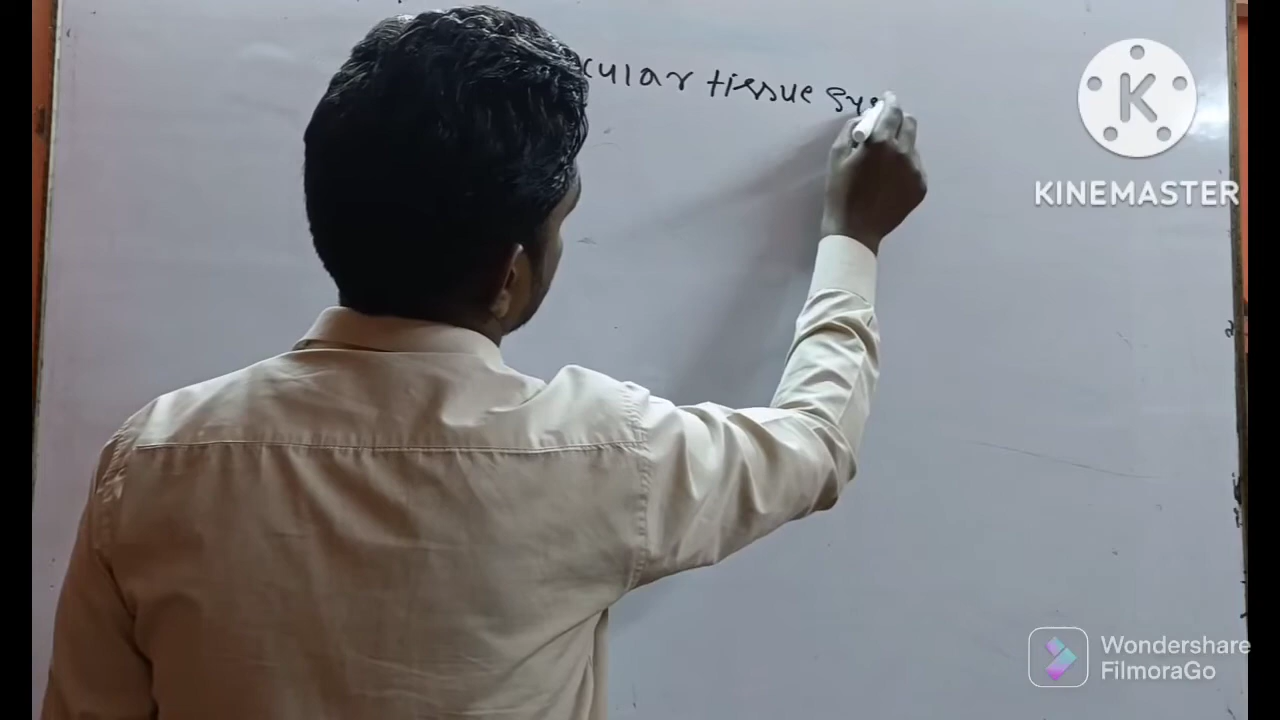 cular tissue sys
K
KINEMASTER
Wondershare
FilmoraGo